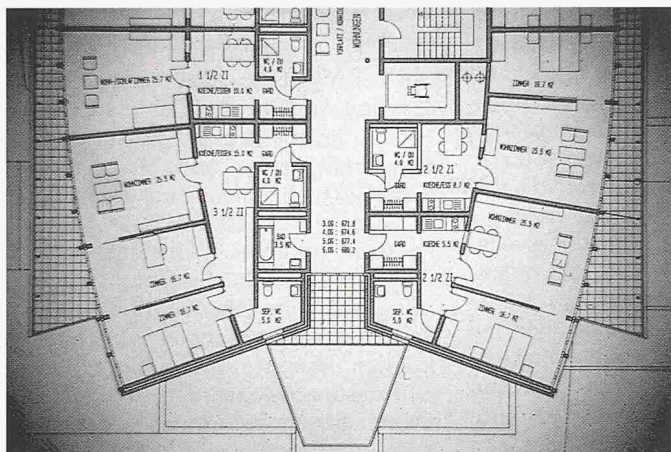 VORPLATZ / KORRIDOR
WOHNUNGEN
WC / DU
4.0 M2
1 1/2 ZI
WOHN-/SCHLAFZIMMER 25.7 M2
KUECHE/ESSEN 10.0 M2
GARD
ZIMMER 16.7 M2
WOHNZIMMER 25.5 M2
KUECHE/ESSEN 15.0 M2
GARD
WC / DU
4.0 M2
3 1/2 ZI
WC / DU
4.0 M2
2 1/2 ZI
KUECHE/ESS 8.7 M2
GARD
WOHNZIMMER 25.5 M2
BAD
3.5 M2
3.OG : 671.8
4.OG : 674.6
5.OG : 677.4
6.OG : 680.2
GARD
KUECHE 5.5 M2
WOHNZIMMER 25.5 M2
2 1/2 ZI
ZIMMER 16.7 M2
ZIMMER 16.7 M2
SEP. WC
5.0 M2
SEP. WC
5.0 M2
ZIMMER 16.7 M2